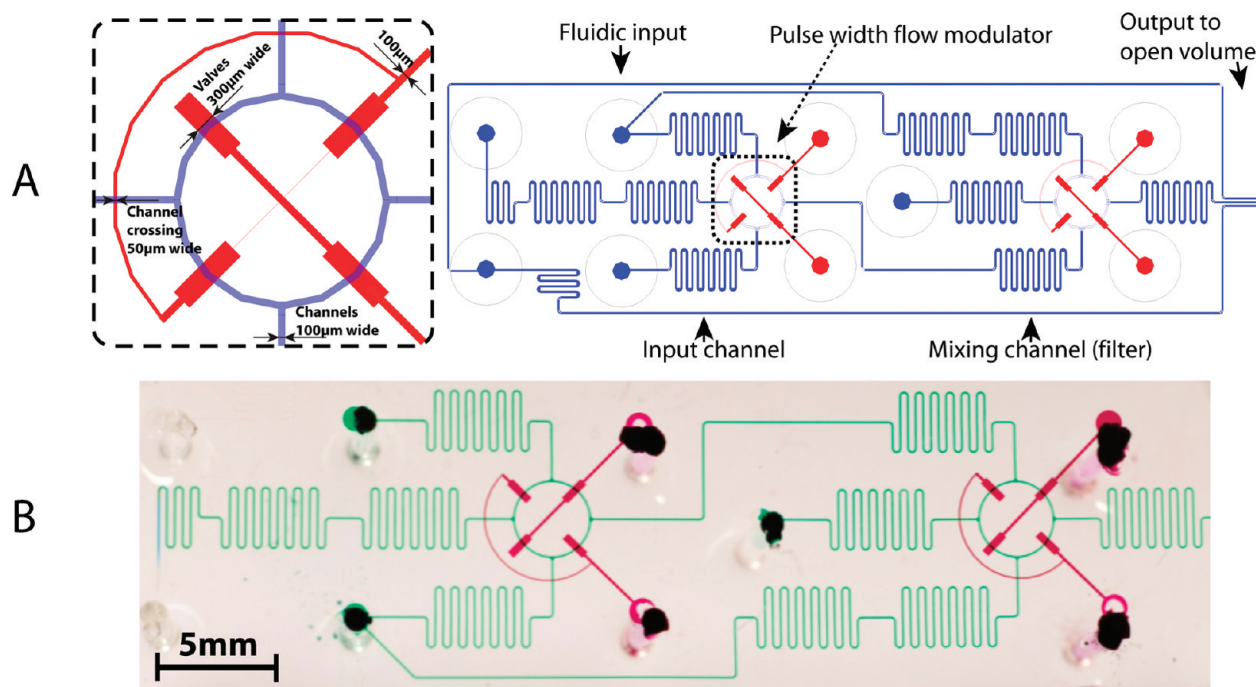 A
Valves
300µm wide
100µm
Channel
crossing
50µm wide
Channels
100µm wide
Fluidic input
Pulse width flow modulator
Output to
open volume
Input channel
Mixing channel (filter)
B
5mm